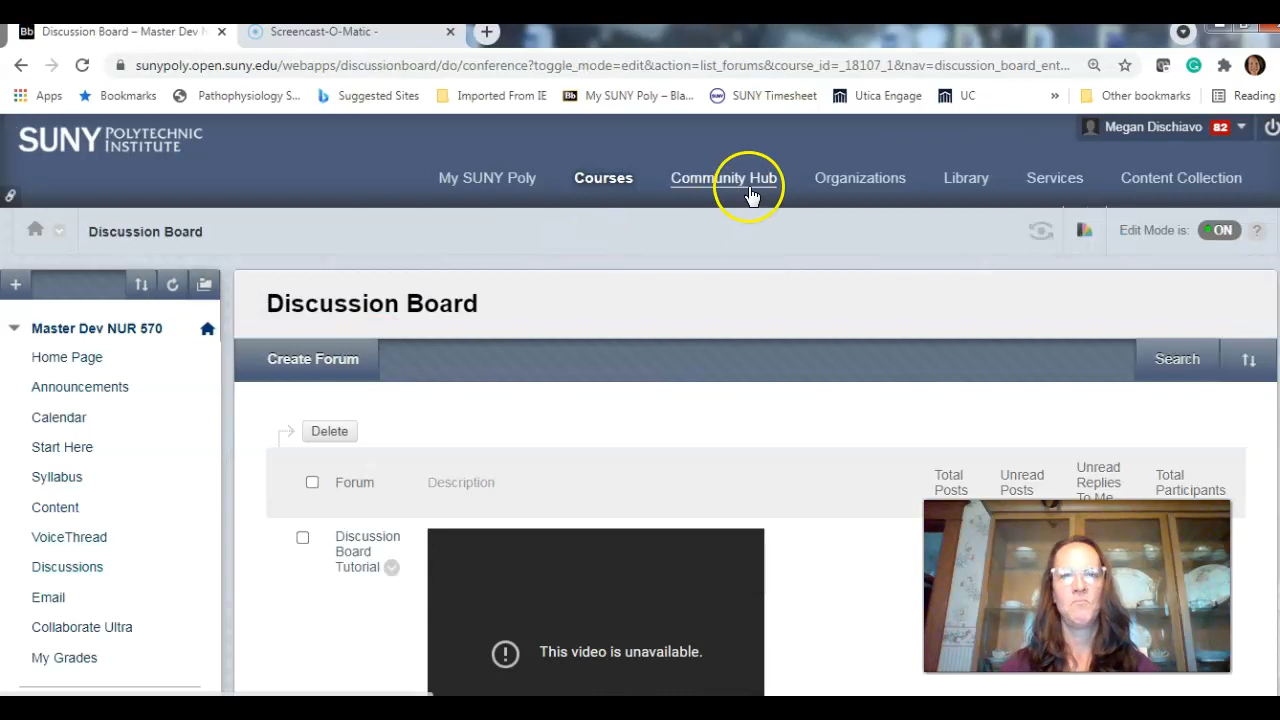 Bb Discussion Board – Master Dev N
Screencast-O-Matic -
sunypoly.open.suny.edu/webapps/discussionboard/do/conference?toggle_mode=edit&action=list_forums&course_id=_18107_1&nav=discussion_board_ent...
Apps Bookmarks Pathophysiology S... Suggested Sites Imported From IE Bb My SUNY Poly – Bla... SUNY Timesheet Utica Engage UC » Other bookmarks Reading
SUNY POLYTECHNIC INSTITUTE
Megan Dischiavo 82
My SUNY Poly Courses Community Hub Organizations Library Services Content Collection
Discussion Board Edit Mode is: ON ?
Master Dev NUR 570
Home Page
Announcements
Calendar
Start Here
Syllabus
Content
VoiceThread
Discussions
Email
Collaborate Ultra
My Grades
Discussion Board
Create Forum Search
Delete
Forum Description Total Posts Unread Posts Unread Replies To Me Total Participants
Discussion Board Tutorial
This video is unavailable.